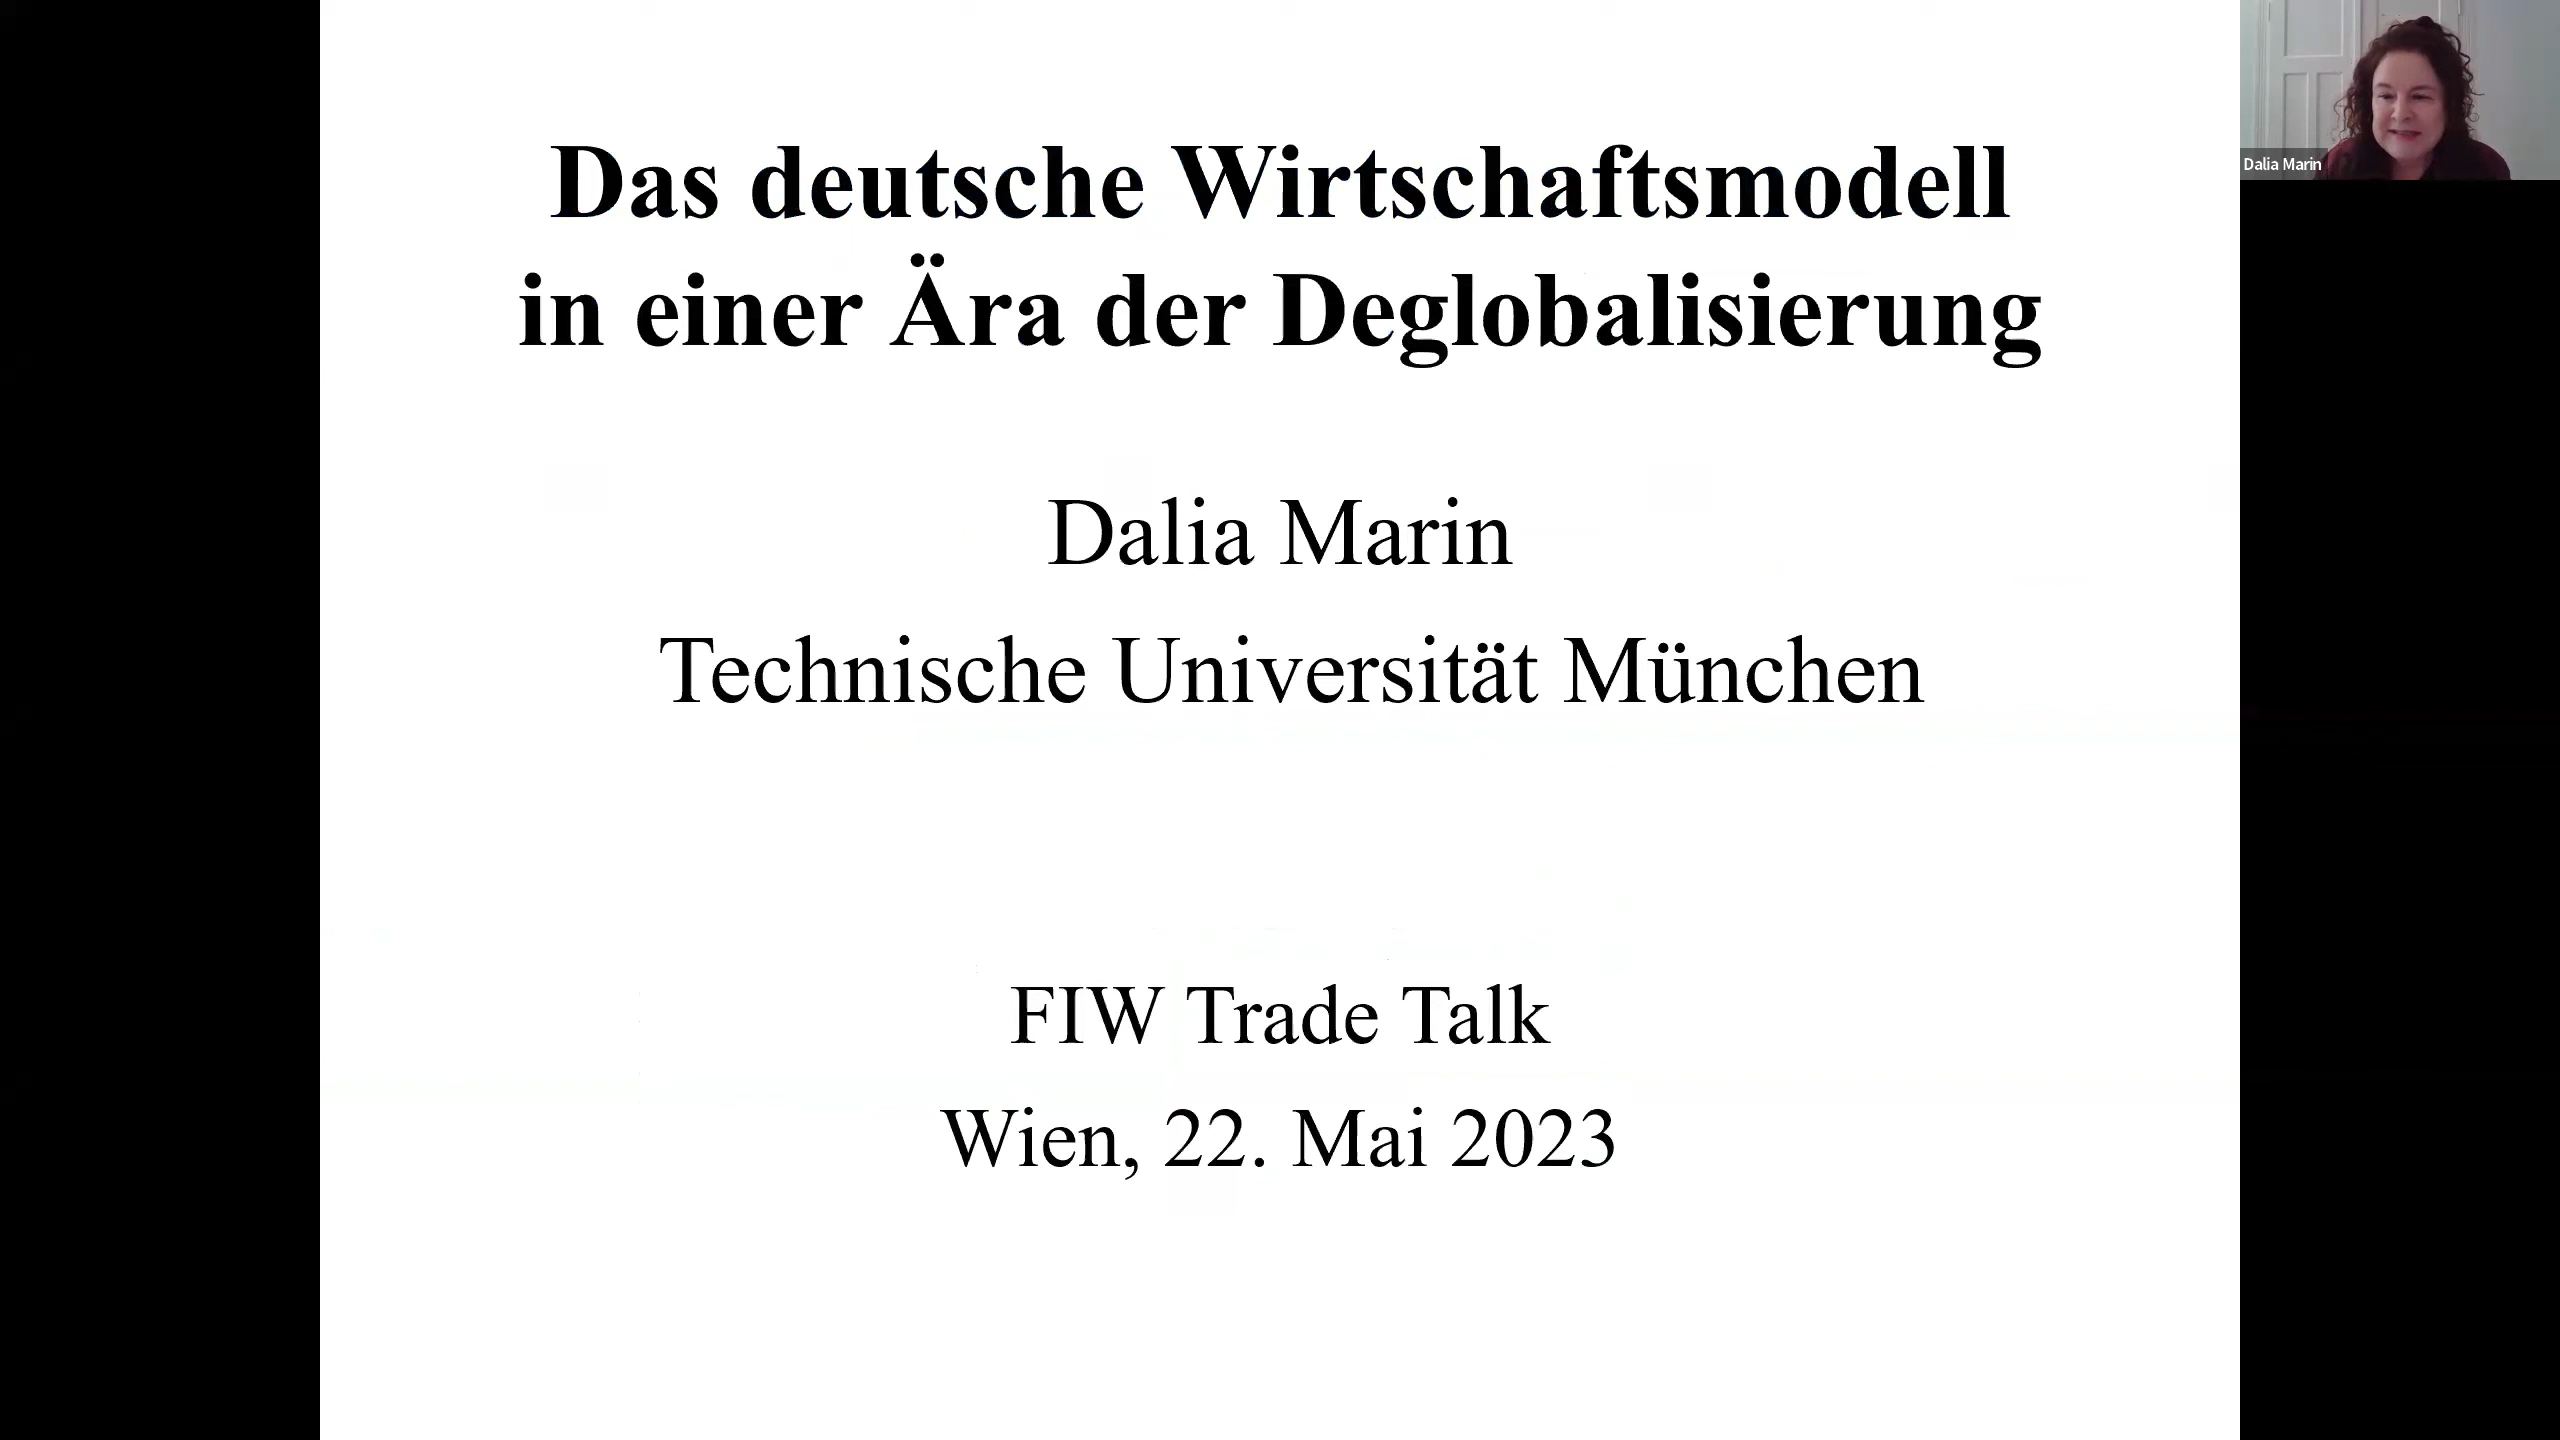 Das deutsche Wirtschaftsmodell
in einer Ära der Deglobalisierung
Dalia Marin
Technische Universität München
FIW Trade Talk
Wien, 22. Mai 2023
Dalia Marin